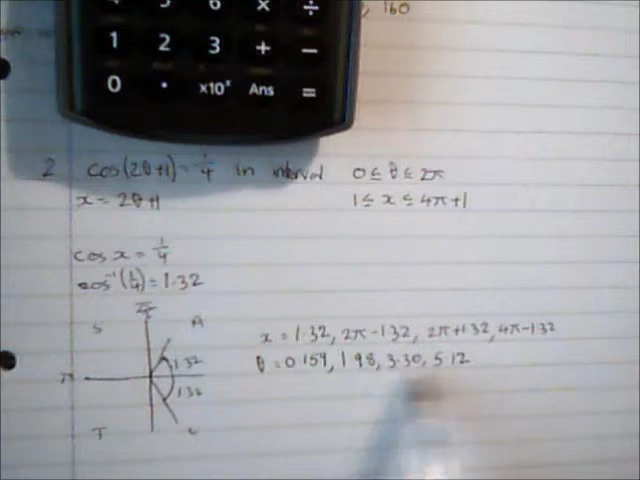 4 5 6 × ÷
, 160
1 2 3 + −
0 . ×10ˣ Ans =
2 cos(2θ+1)=1/4 in interval 0≤θ≤2π
x=2θ+1 1≤x≤4π+1
cos x=1/4
cos⁻¹(1/4)=1.32
S A
x=1.32, 2π-1.32, 2π+1.32, 4π-1.32
1.32
θ=0.159, 1.98, 3.30, 5.12
π
1.32
T C